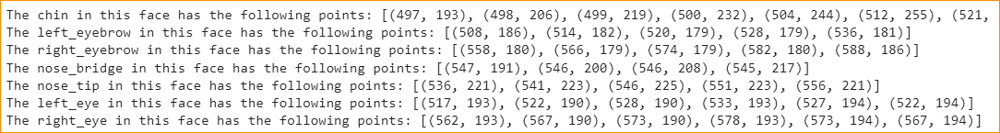 The chin in this face has the following points: [(497, 193), (498, 206), (499, 219), (500, 232), (504, 244), (512, 255), (521,
The left_eyebrow in this face has the following points: [(508, 186), (514, 182), (520, 179), (528, 179), (536, 181)]
The right_eyebrow in this face has the following points: [(558, 180), (566, 179), (574, 179), (582, 180), (588, 186)]
The nose_bridge in this face has the following points: [(547, 191), (546, 200), (546, 208), (545, 217)]
The nose_tip in this face has the following points: [(536, 221), (541, 223), (546, 225), (551, 223), (556, 221)]
The left_eye in this face has the following points: [(517, 193), (522, 190), (528, 190), (533, 193), (527, 194), (522, 194)]
The right_eye in this face has the following points: [(562, 193), (567, 190), (573, 190), (578, 193), (573, 194), (567, 194)]